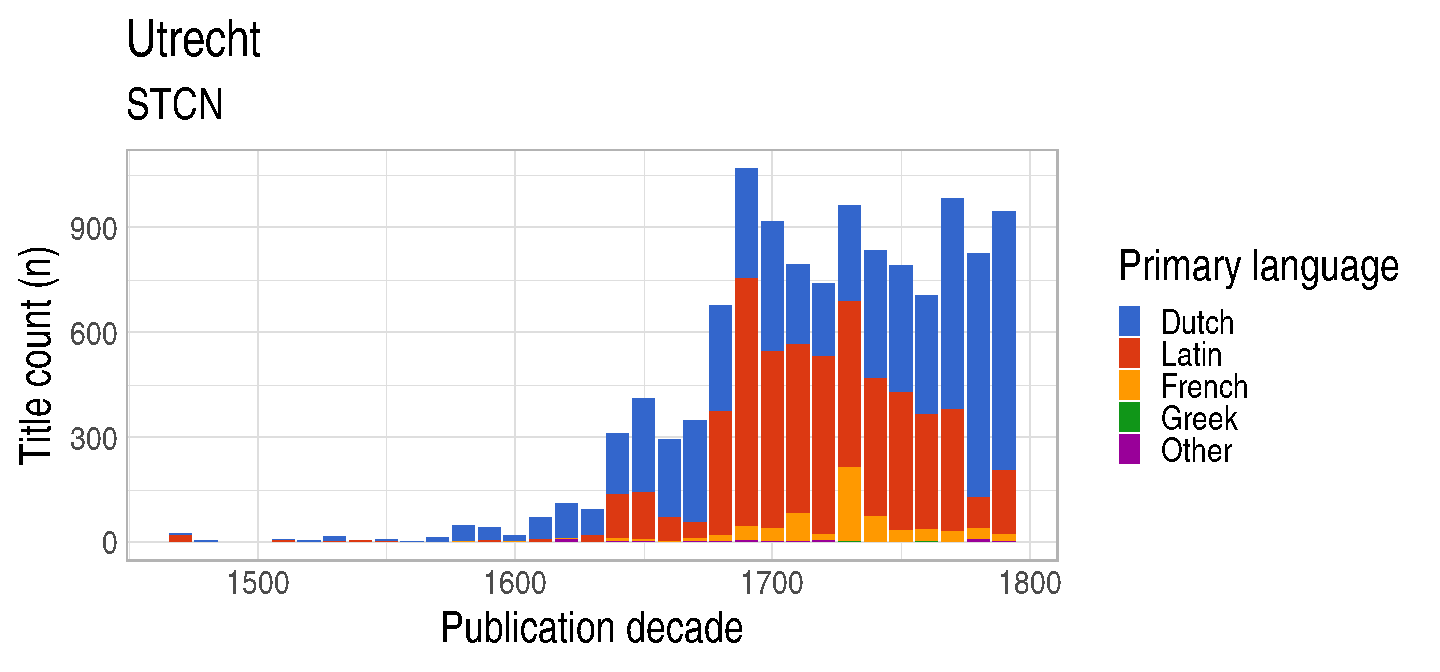 Utrecht
STCN
900
600
300
0
1500 1600 1700 1800
Title count (n)
Publication decade
Primary language
Dutch
Latin
French
Greek
Other